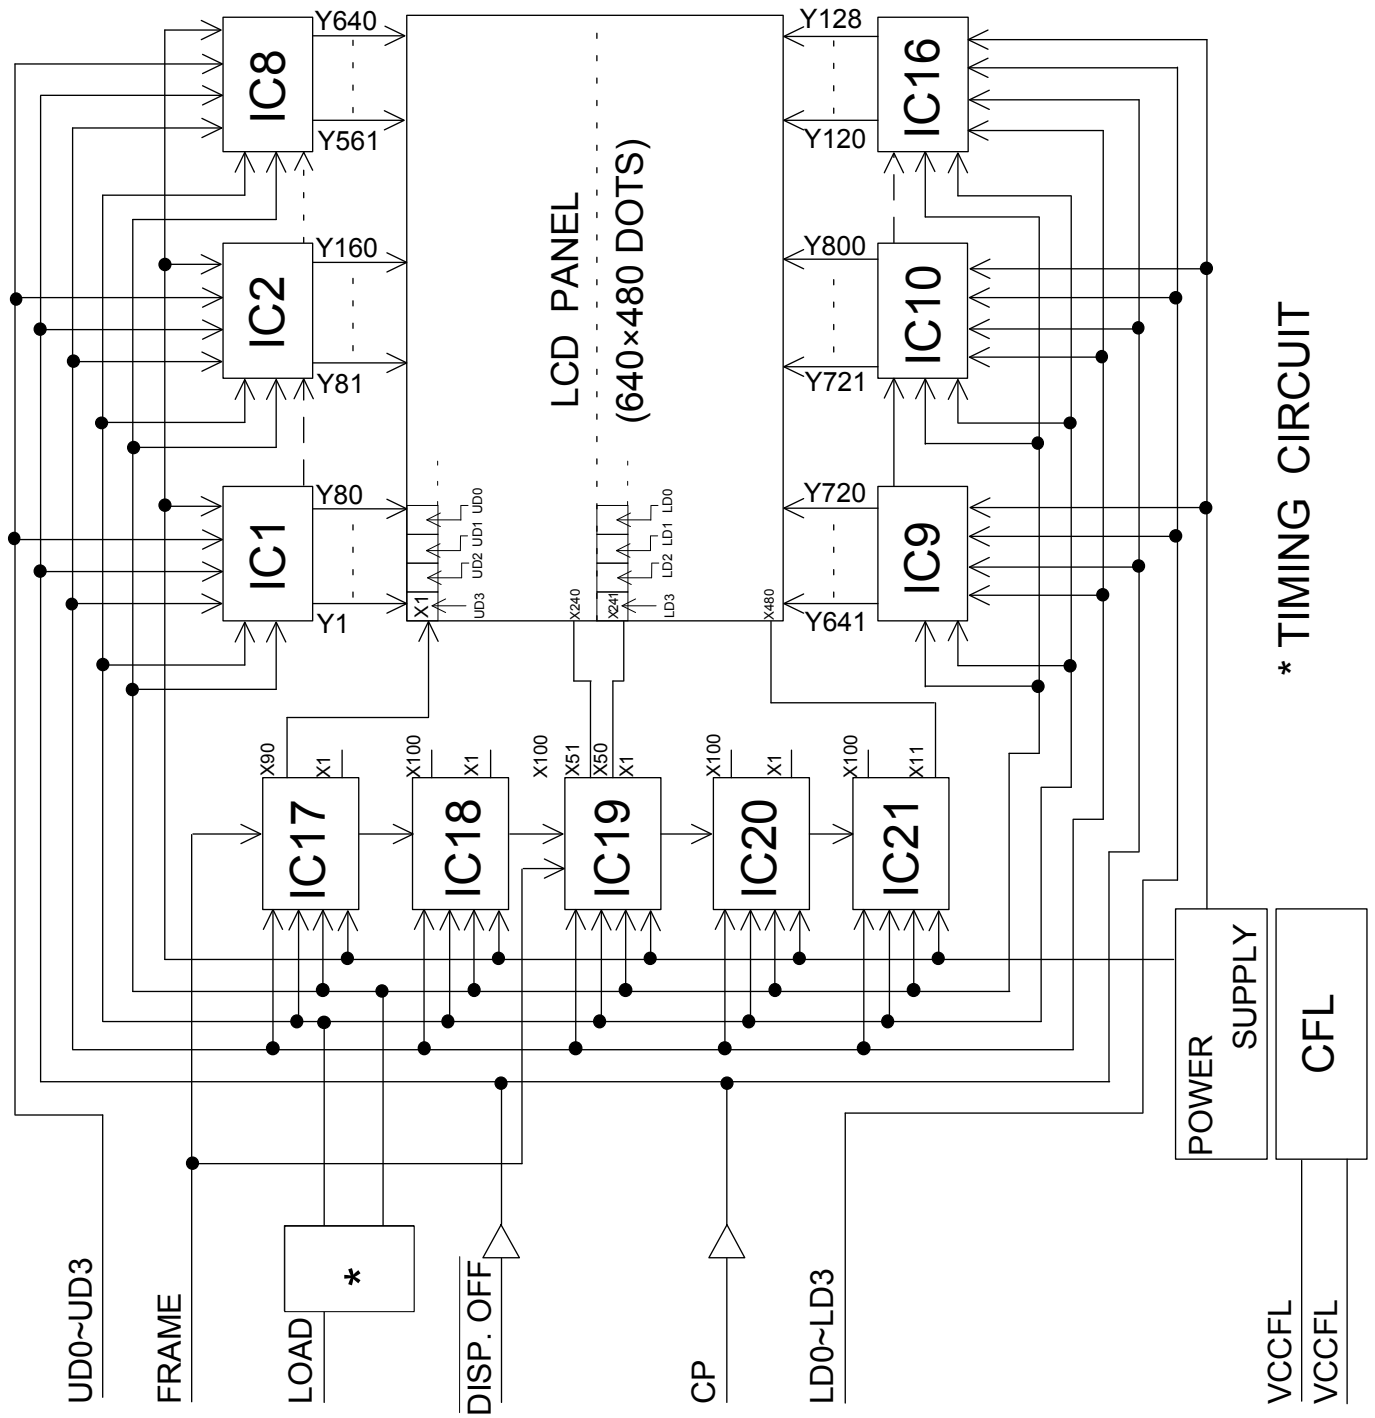 Y640
IC8
Y561
Y160
IC2
Y81
Y80
IC1
Y1
Y128
IC16
Y120
Y800
IC10
Y721
Y720
IC9
Y641
LCD PANEL
(640×480 DOTS)
UD0
UD1
UD2
UD3
X1
LD0
LD1
LD2
LD3
X240
X241
X480
X90
X1
IC17
X100
X1
IC18
X100
X51
X50
X1
IC19
X100
X1
IC20
X100
X11
IC21
* TIMING CIRCUIT
POWER
SUPPLY
CFL
UD0~UD3
FRAME
LOAD
*
DISP. OFF
CP
LD0~LD3
VCCFL
VCCFL